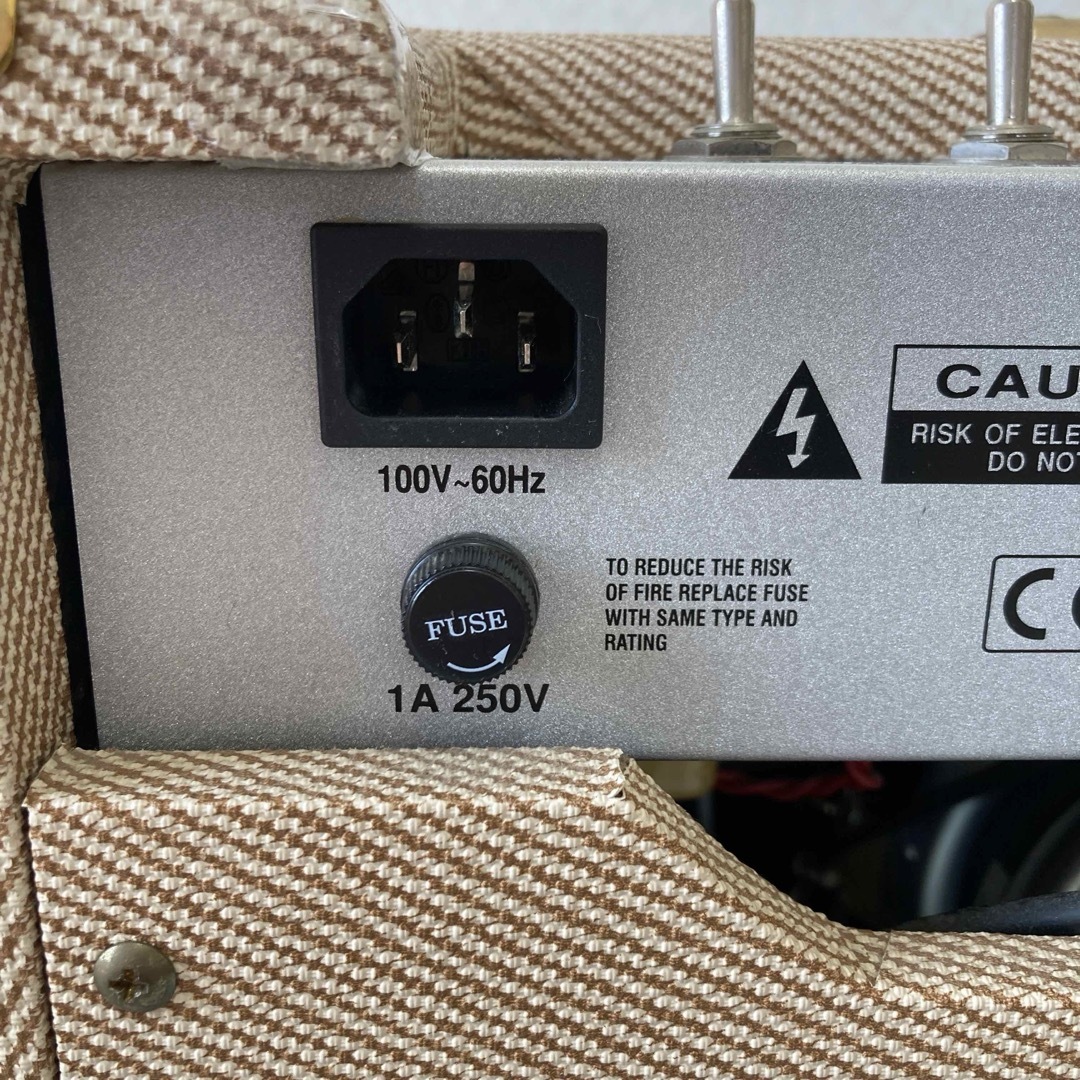 100V~60Hz
CAU
RISK OF ELE
DO NOT
FUSE
1A 250V
TO REDUCE THE RISK
OF FIRE REPLACE FUSE
WITH SAME TYPE AND
RATING
CE